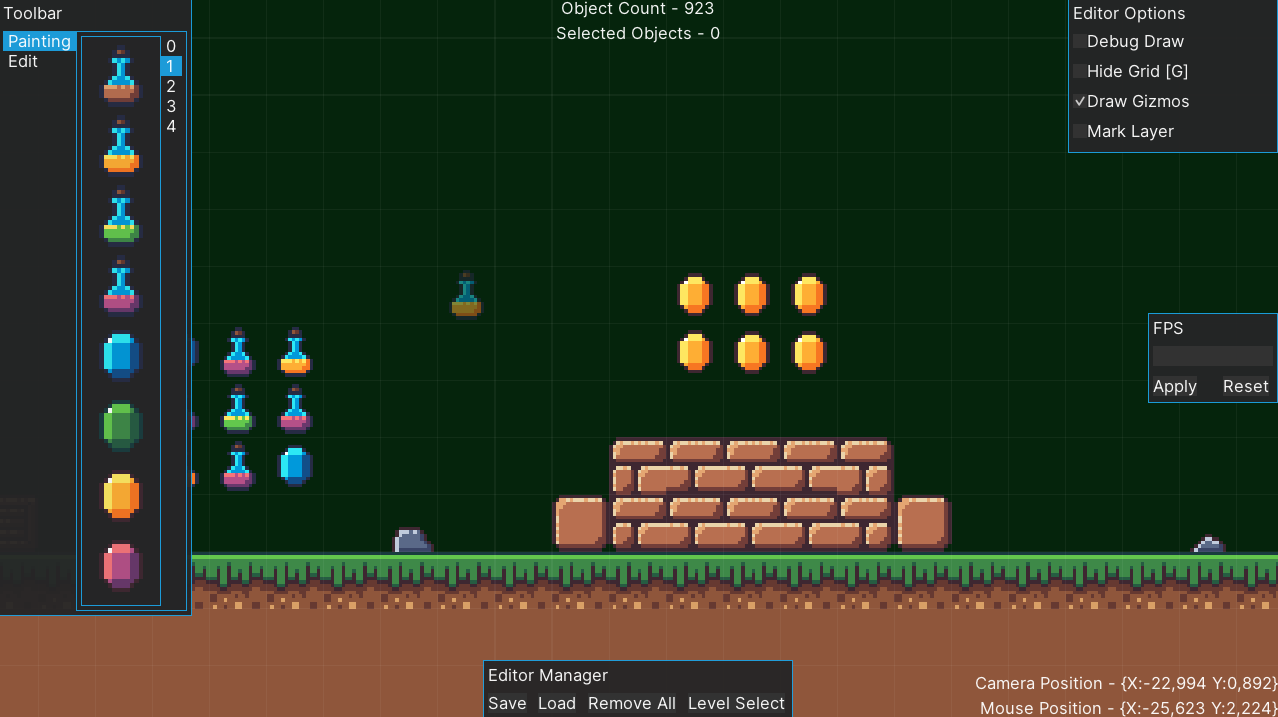 Toolbar
Painting
Edit
0
1
2
3
4
Object Count - 923
Selected Objects - 0
Editor Options
Debug Draw
Hide Grid [G]
Draw Gizmos
Mark Layer
FPS
Apply Reset
Editor Manager
Save Load Remove All Level Select
Camera Position - {X:-22,994 Y:0,892}
Mouse Position - {X:-25,623 Y:2,224}